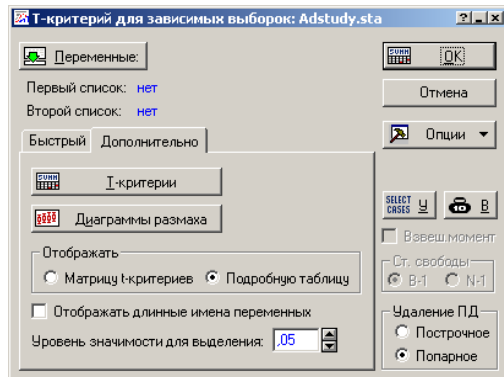 Т-критерий для зависимых выборок: Adstudy.sta
Переменные:
Первый список: нет
Второй список: нет
Быстрый
Дополнительно
SUMM
T-критерии
Диаграммы размаха
Отображать
Матрицу t-критериев
Подробную таблицу
Отображать длинные имена переменных
Уровень значимости для выделения: ,05
SUMM
OK
Отмена
Опции
SELECT CASES
У
В
Взвеш.момент
Ст. свободы
В-1
N-1
Удаление ПД
Построчное
Попарное